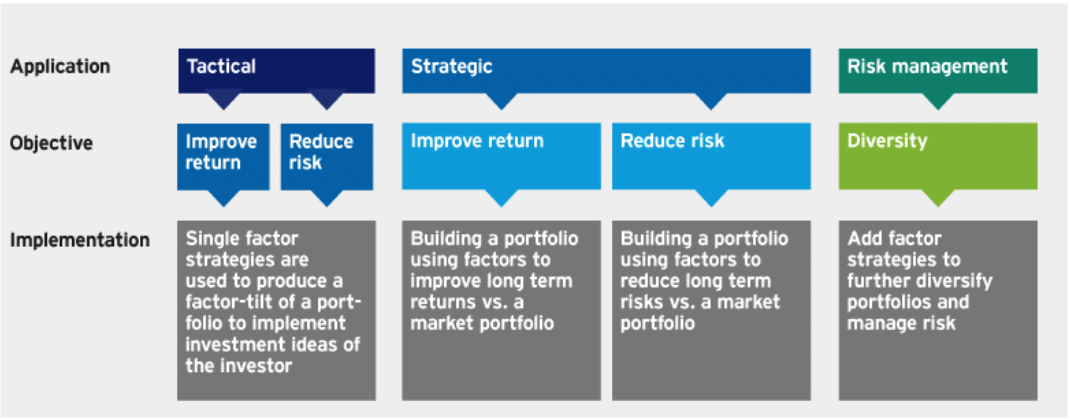 Application
Tactical
Strategic
Risk management
Objective
Improve
return
Reduce
risk
Improve return
Reduce risk
Diversity
Implementation
Single factor
strategies are
used to produce a
factor-tilt of a port-
folio to implement
investment ideas of
the investor
Building a portfolio
using factors to
improve long term
returns vs. a
market portfolio
Building a portfolio
using factors to
reduce long term
risks vs. a market
portfolio
Add factor
strategies to
further diversify
portfolios and
manage risk